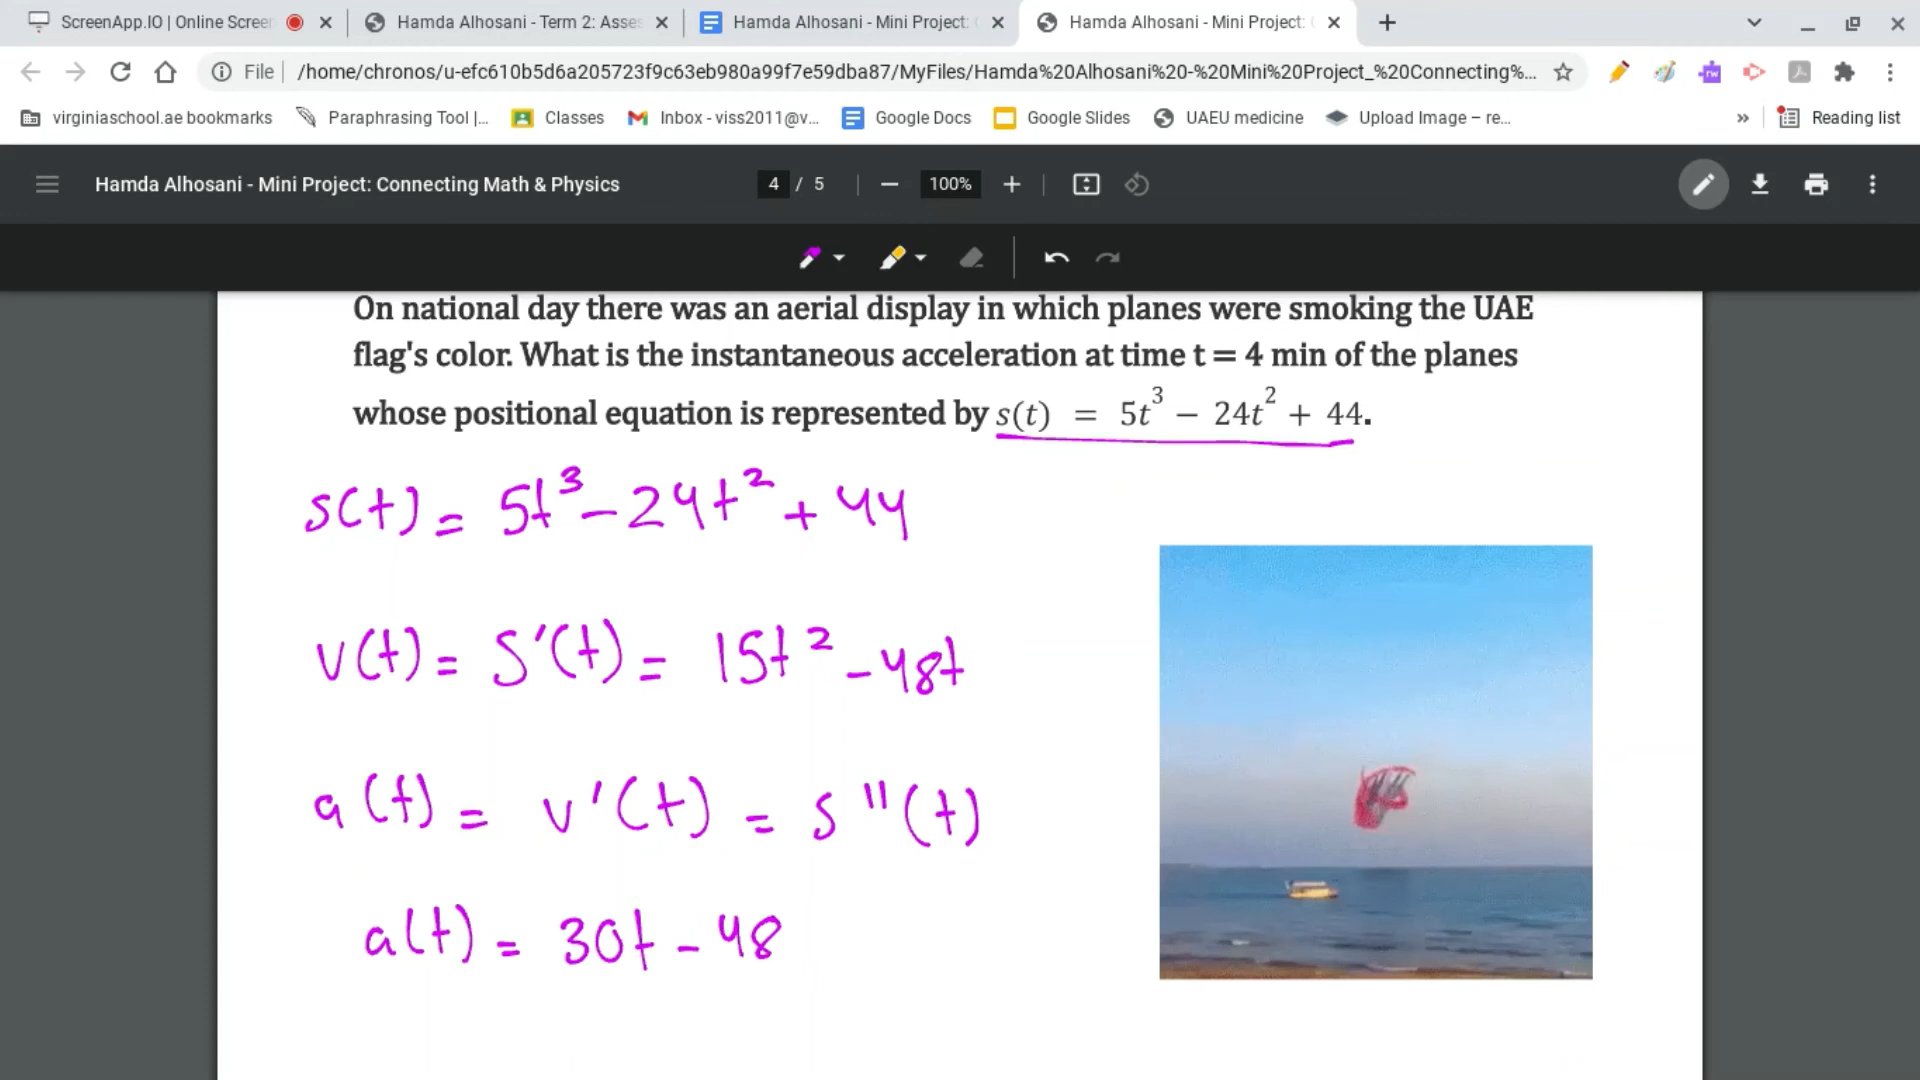 ScreenApp.IO | Online Screen
Hamda Alhosani - Term 2: Asses
Hamda Alhosani - Mini Project: C
Hamda Alhosani - Mini Project: C
File /home/chronos/u-efc610b5d6a205723f9c63eb980a99f7e59dba87/MyFiles/Hamda%20Alhosani%20-%20Mini%20Project_%20Connecting%...
virginiaschool.ae bookmarks
Paraphrasing Tool |...
Classes
Inbox - viss2011@v...
Google Docs
Google Slides
UAEU medicine
Upload Image – re...
»
Reading list
Hamda Alhosani - Mini Project: Connecting Math & Physics
4 / 5
100%
On national day there was an aerial display in which planes were smoking the UAE
flag's color. What is the instantaneous acceleration at time t = 4 min of the planes
whose positional equation is represented by s(t) = 5t³ − 24t² + 44.
s(t) = 5t³ - 24t² + 44
v(t) = s'(t) = 15t² - 48t
a(t) = v'(t) = s''(t)
a(t) = 30t - 48